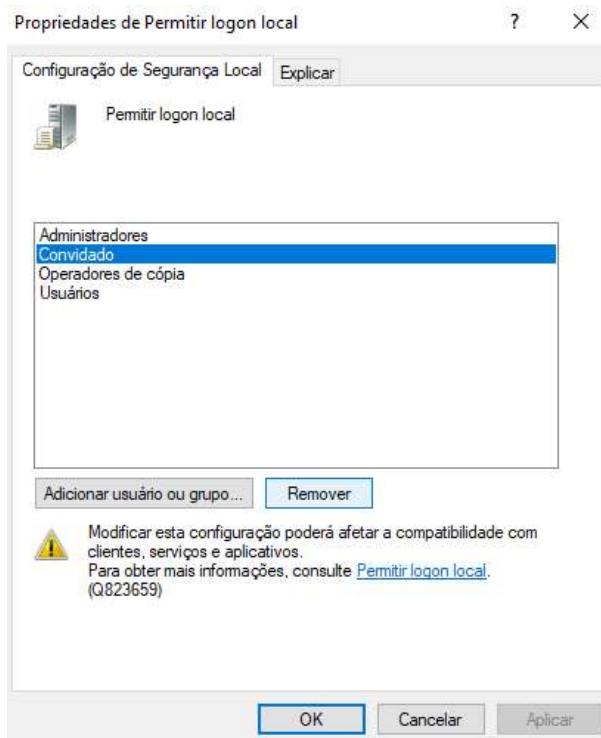 Propriedades de Permitir logon local ? ×
Configuração de Segurança Local Explicar
Permitir logon local
Administradores
Convidado
Operadores de cópia
Usuários
Adicionar usuário ou grupo... Remover
Modificar esta configuração poderá afetar a compatibilidade com
clientes, serviços e aplicativos.
Para obter mais informações, consulte Permitir logon local.
(Q823659)
OK Cancelar Aplicar